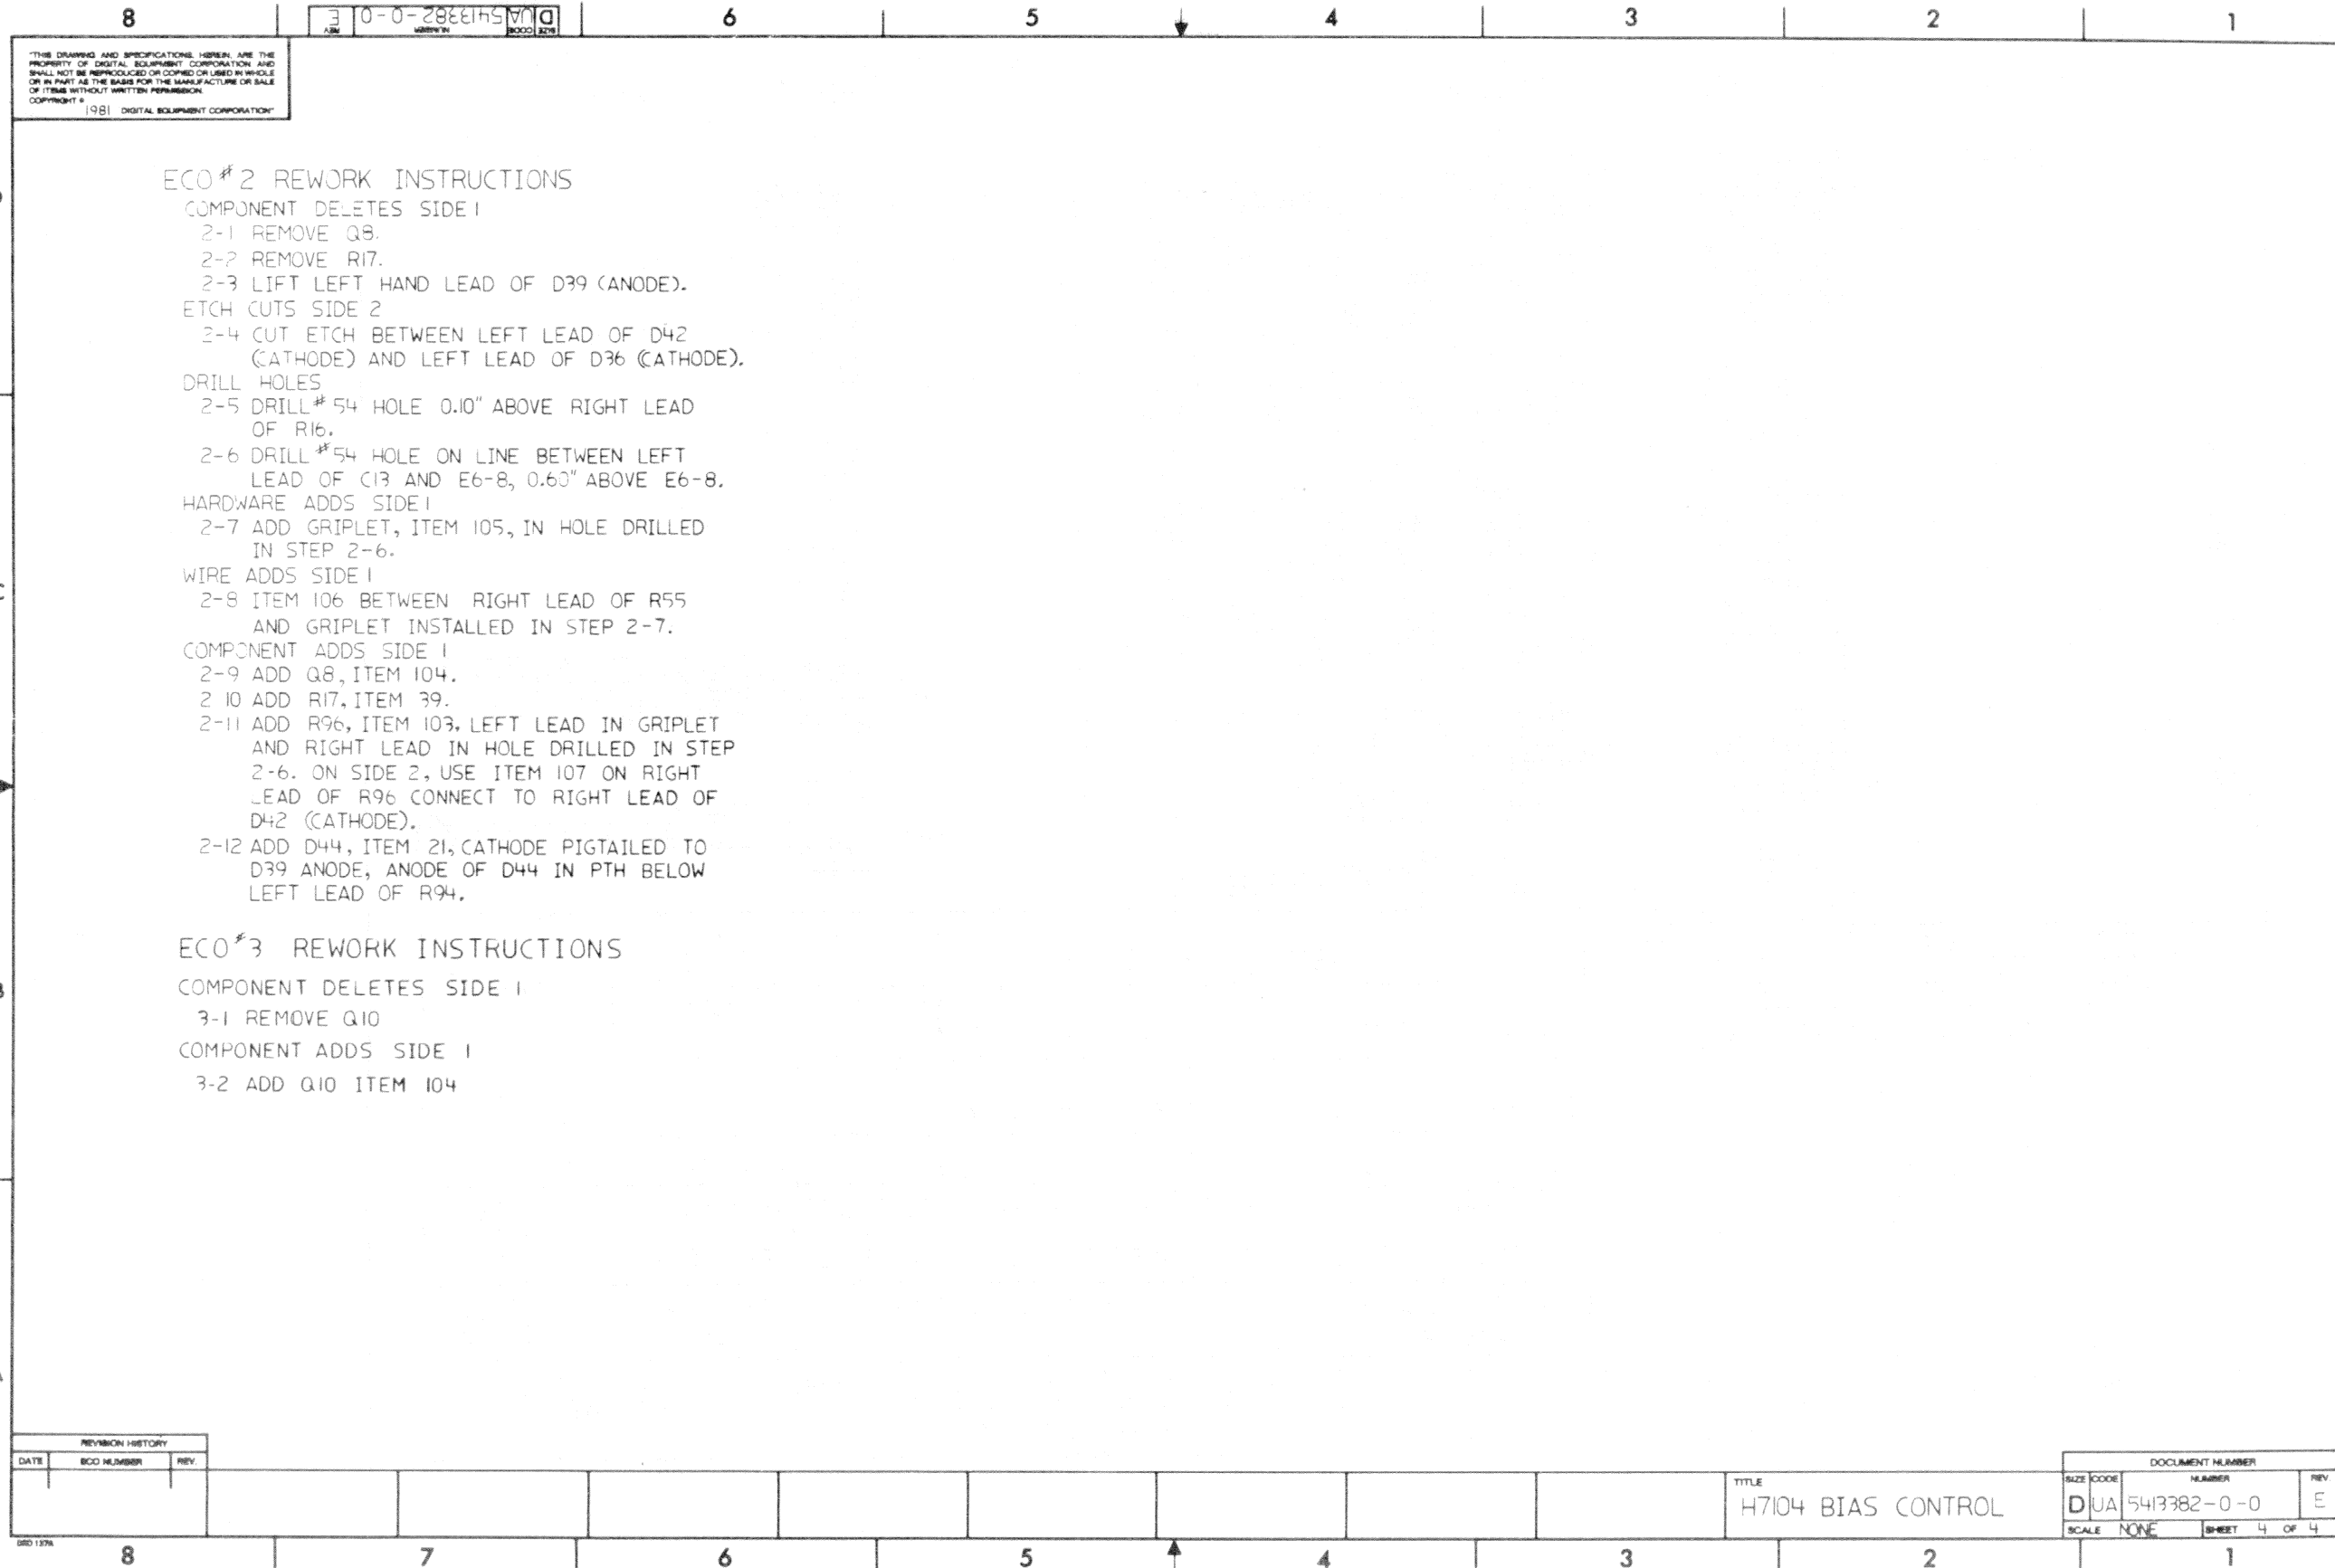 8
E 0-0-5413382 UA D
REV NUMBER CODE SIZE
6
5
4
3
2
1
"THIS DRAWING AND SPECIFICATIONS, HEREIN, ARE THE
PROPERTY OF DIGITAL EQUIPMENT CORPORATION AND
SHALL NOT BE REPRODUCED OR COPIED OR USED IN WHOLE
OR IN PART AS THE BASIS FOR THE MANUFACTURE OR SALE
OF ITEMS WITHOUT WRITTEN PERMISSION.
COPYRIGHT ©
1981 DIGITAL EQUIPMENT CORPORATION"
ECO#2 REWORK INSTRUCTIONS
COMPONENT DELETES SIDE 1
2-1 REMOVE Q8.
2-2 REMOVE R17.
2-3 LIFT LEFT HAND LEAD OF D39 (ANODE).
ETCH CUTS SIDE 2
2-4 CUT ETCH BETWEEN LEFT LEAD OF D42
(CATHODE) AND LEFT LEAD OF D36 (CATHODE).
DRILL HOLES
2-5 DRILL #54 HOLE 0.10" ABOVE RIGHT LEAD
OF R16.
2-6 DRILL #54 HOLE ON LINE BETWEEN LEFT
LEAD OF C13 AND E6-8, 0.60" ABOVE E6-8.
HARDWARE ADDS SIDE 1
2-7 ADD GRIPLET, ITEM 105, IN HOLE DRILLED
IN STEP 2-6.
WIRE ADDS SIDE 1
2-8 ITEM 106 BETWEEN RIGHT LEAD OF R55
AND GRIPLET INSTALLED IN STEP 2-7.
COMPONENT ADDS SIDE 1
2-9 ADD Q8, ITEM 104.
2 10 ADD R17, ITEM 39.
2-11 ADD R96, ITEM 103, LEFT LEAD IN GRIPLET
AND RIGHT LEAD IN HOLE DRILLED IN STEP
2-6. ON SIDE 2, USE ITEM 107 ON RIGHT
LEAD OF R96 CONNECT TO RIGHT LEAD OF
D42 (CATHODE).
2-12 ADD D44, ITEM 21, CATHODE PIGTAILED TO
D39 ANODE, ANODE OF D44 IN PTH BELOW
LEFT LEAD OF R94.
ECO#3 REWORK INSTRUCTIONS
COMPONENT DELETES SIDE 1
3-1 REMOVE Q10
COMPONENT ADDS SIDE 1
3-2 ADD Q10 ITEM 104
REVISION HISTORY
DATE ECO NUMBER REV.
TITLE
H7104 BIAS CONTROL
DOCUMENT NUMBER
SIZE CODE NUMBER REV.
D UA 5413382-0-0 E
SCALE NONE SHEET 4 OF 4
DRD 137A
8
7
6
5
4
3
2
1